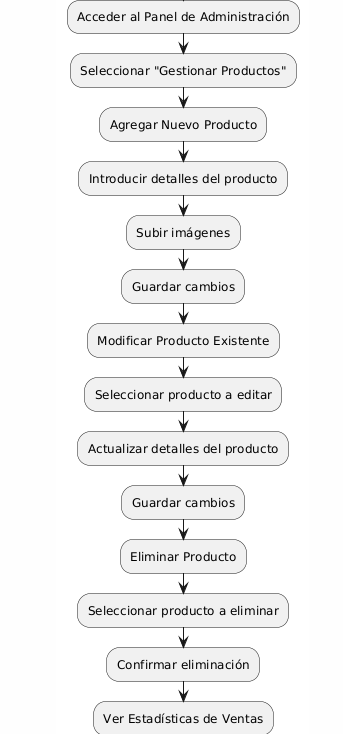 Acceder al Panel de Administración
Seleccionar "Gestionar Productos"
Agregar Nuevo Producto
Introducir detalles del producto
Subir imágenes
Guardar cambios
Modificar Producto Existente
Seleccionar producto a editar
Actualizar detalles del producto
Guardar cambios
Eliminar Producto
Seleccionar producto a eliminar
Confirmar eliminación
Ver Estadísticas de Ventas